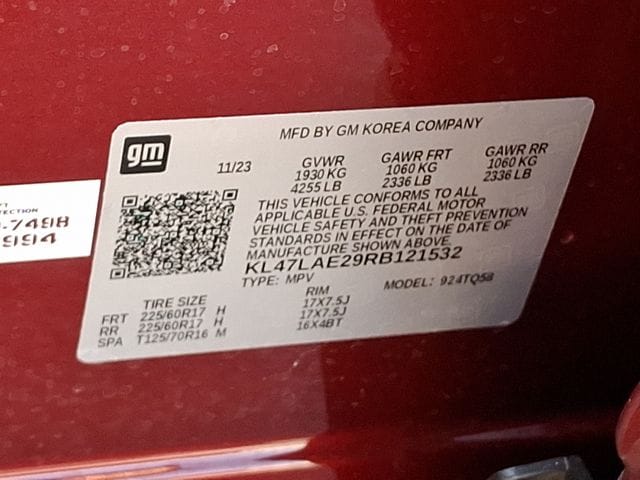 gm
MFD BY GM KOREA COMPANY
11/23 GVWR GAWR FRT GAWR RR
1930 KG 1060 KG 1060 KG
4255 LB 2336 LB 2336 LB
THIS VEHICLE CONFORMS TO ALL
APPLICABLE U.S. FEDERAL MOTOR
VEHICLE SAFETY AND THEFT PREVENTION
STANDARDS IN EFFECT ON THE DATE OF
MANUFACTURE SHOWN ABOVE.
KL47LAE29RB121532
TYPE: MPV MODEL: 924TQ58
TIRE SIZE RIM
FRT 225/60R17 H 17X7.5J
RR 225/60R17 H 17X7.5J
SPA T125/70R16 M 16X4BT
7498
994